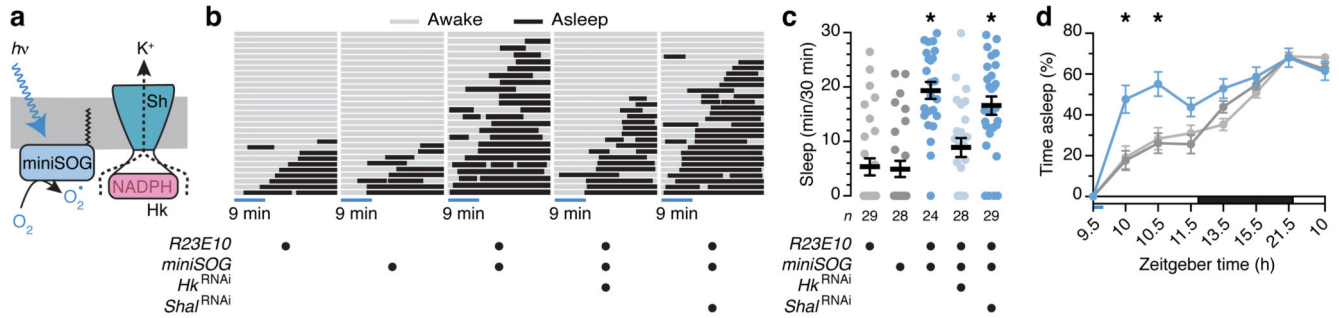 a
hν
K+
Sh
miniSOG
NADPH
Hk
O2
O2•
b
Awake
Asleep
9 min
9 min
9 min
9 min
9 min
R23E10
miniSOG
Hk RNAi
Shal RNAi
c
Sleep (min/30 min)
30
20
10
0
* *
n 29 28 24 28 29
R23E10
miniSOG
Hk RNAi
Shal RNAi
d
* *
Time asleep (%)
80
60
40
20
0
9.5 10 10.5 11.5 13.5 15.5 21.5 10
Zeitgeber time (h)